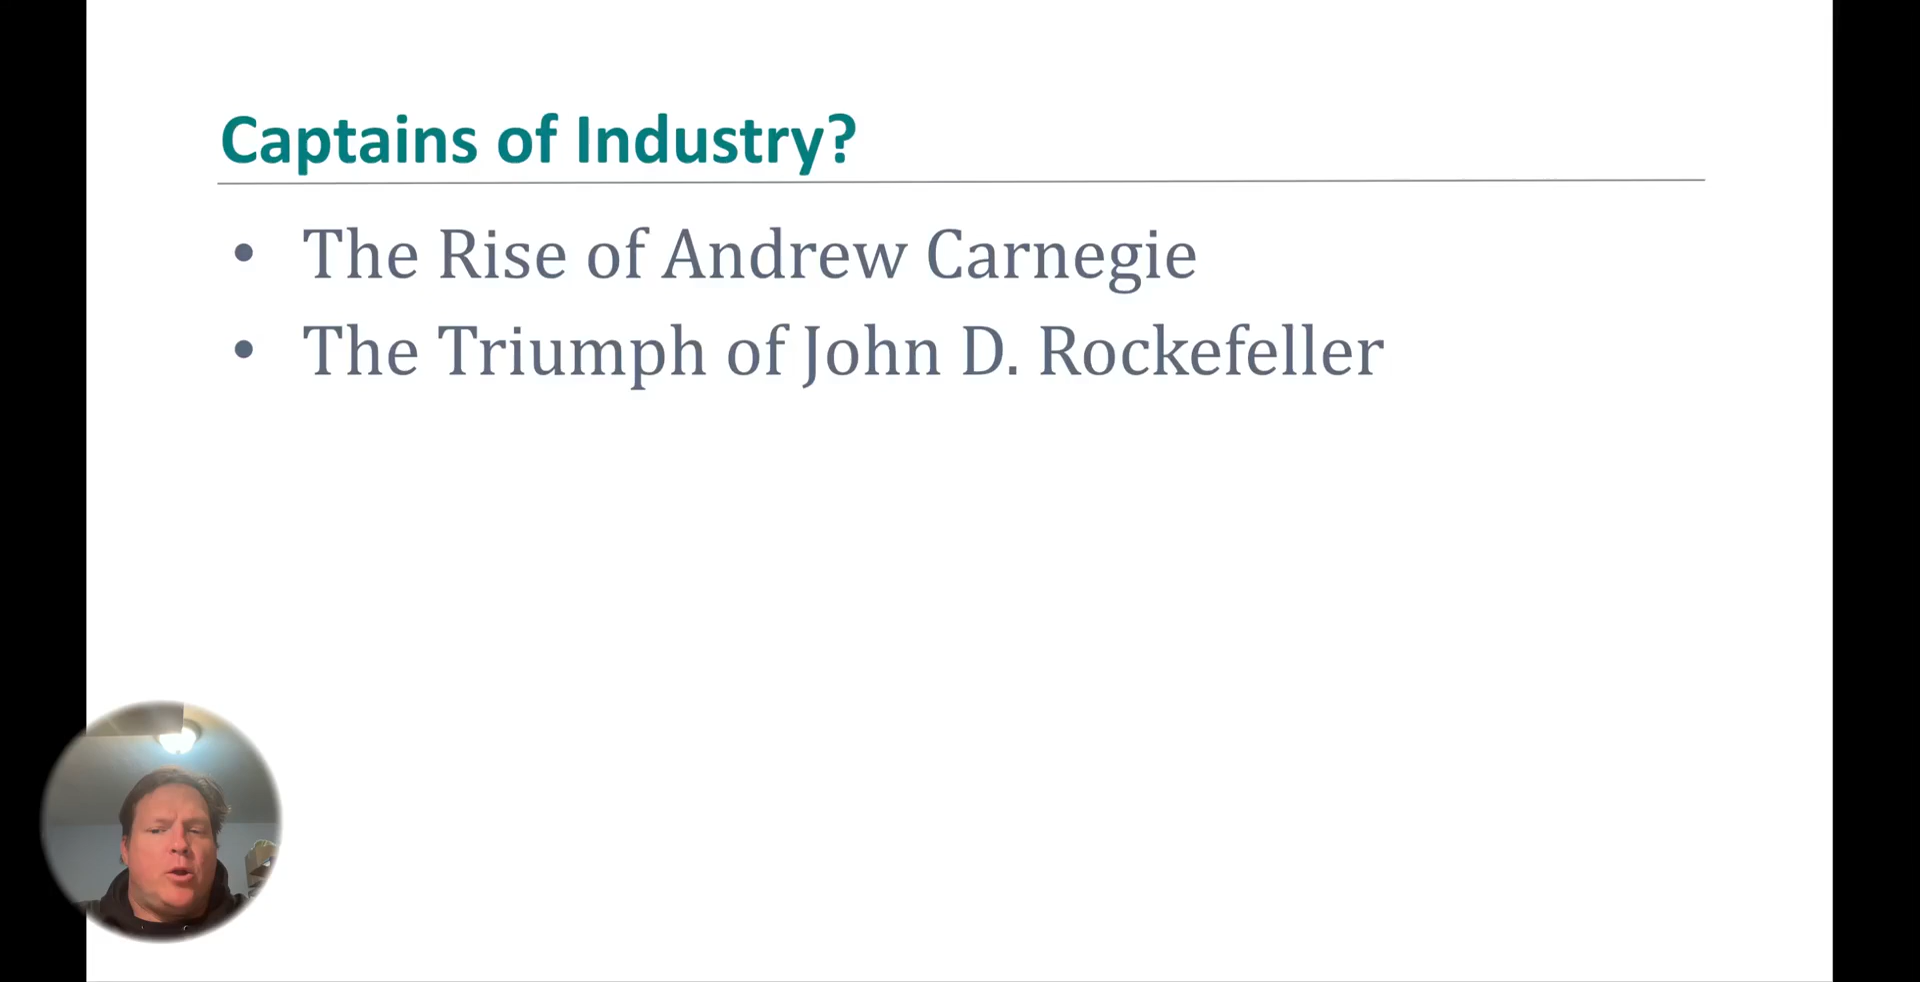 Captains of Industry?
• The Rise of Andrew Carnegie
• The Triumph of John D. Rockefeller